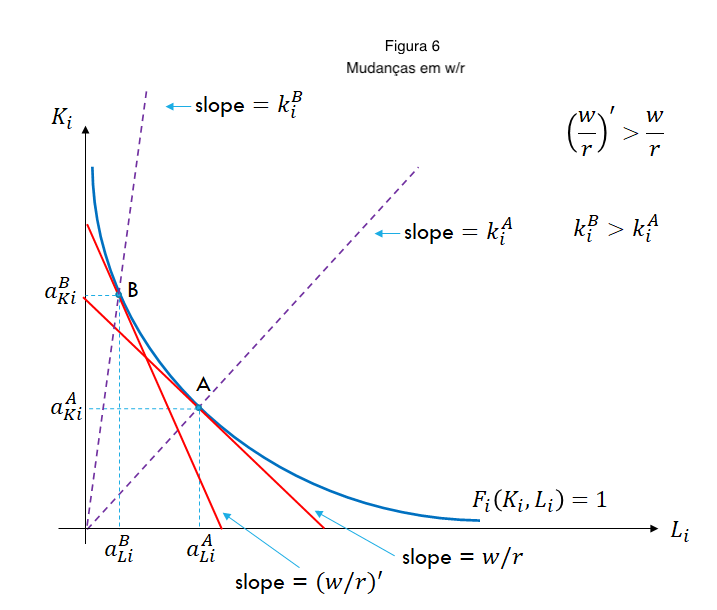 Figura 6
Mudanças em w/r
slope = k_i^B
K_i
(w/r)′ > w/r
slope = k_i^A
k_i^B > k_i^A
a_{Ki}^B
B
A
a_{Ki}^A
F_i(K_i, L_i) = 1
L_i
a_{Li}^B
a_{Li}^A
slope = w/r
slope = (w/r)′